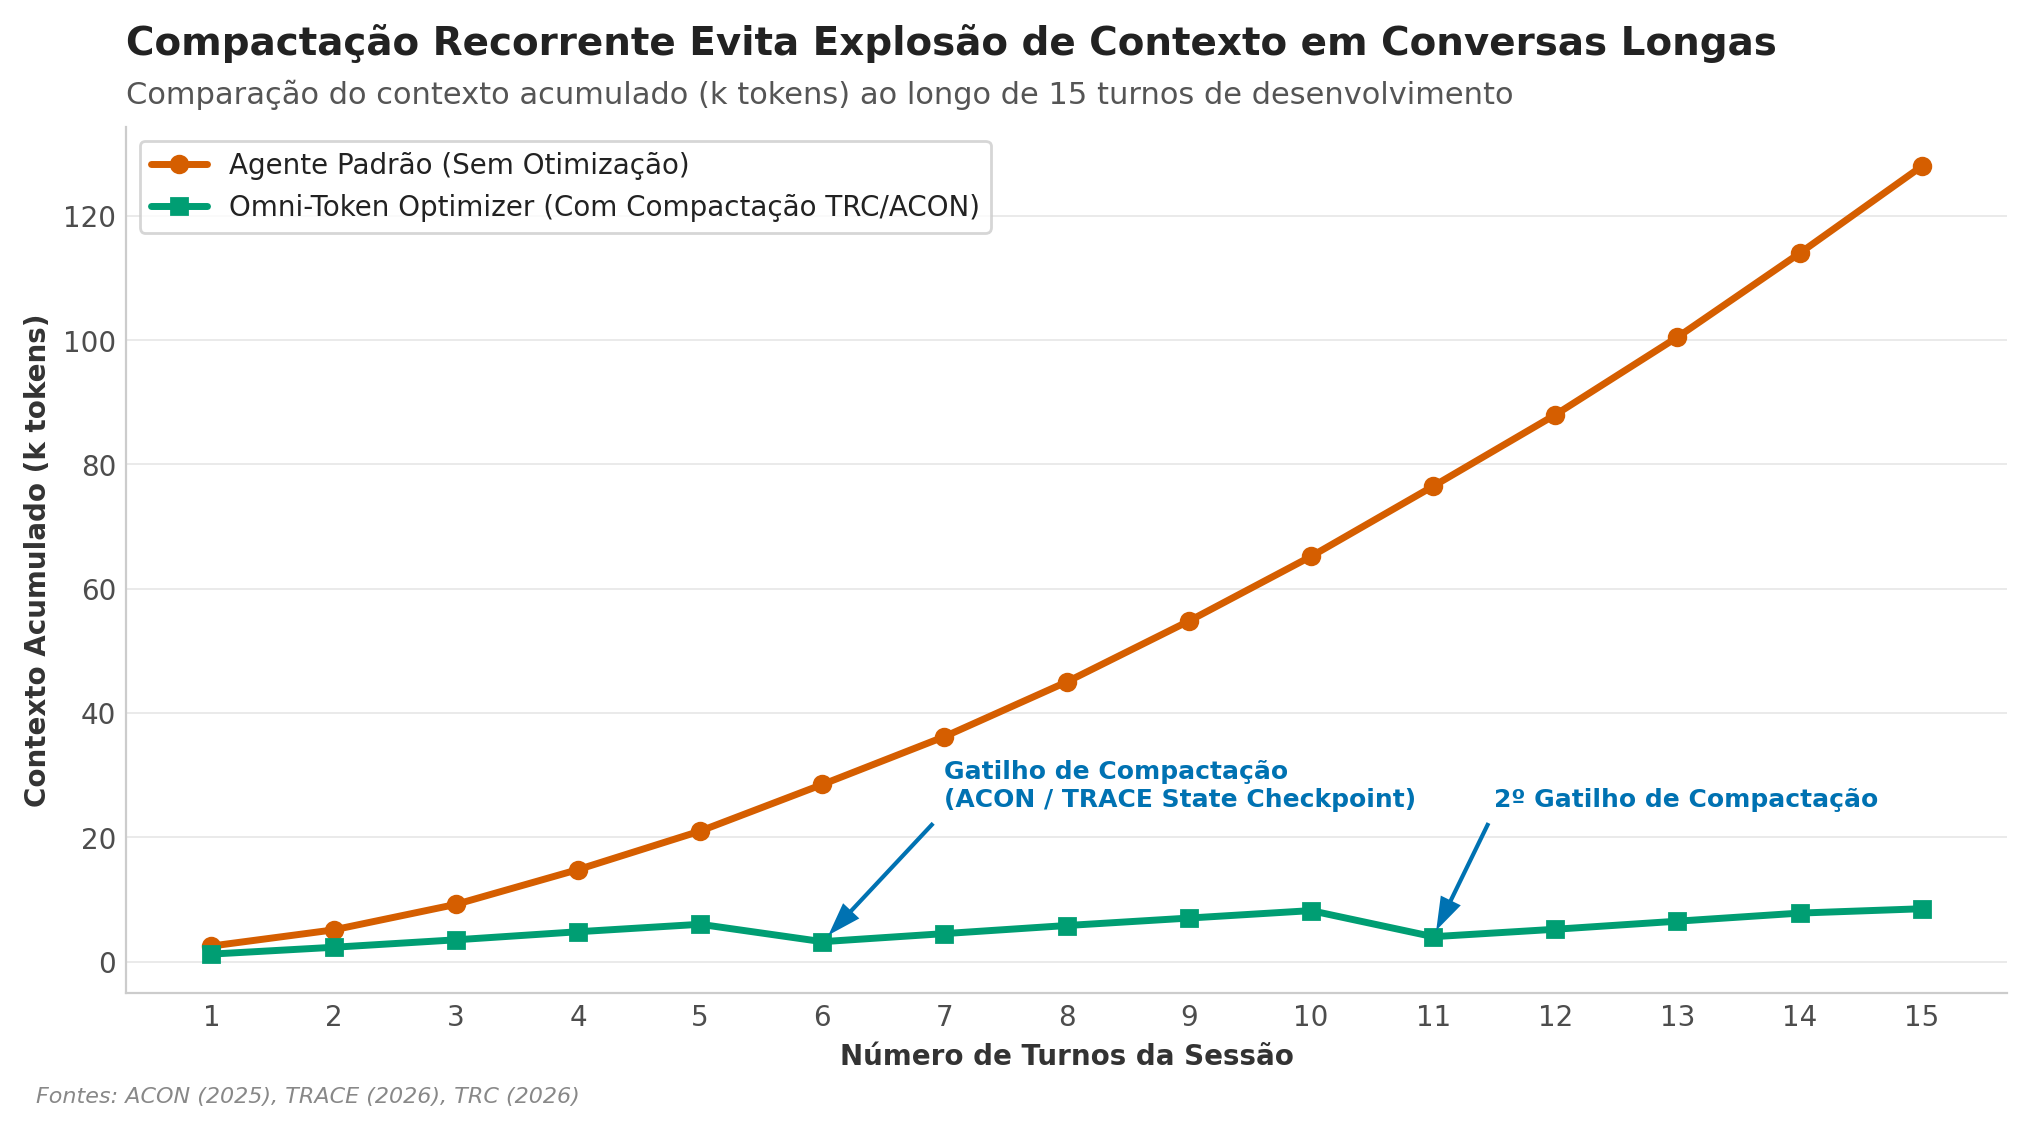 Compactação Recorrente Evita Explosão de Contexto em Conversas Longas
Comparação do contexto acumulado (k tokens) ao longo de 15 turnos de desenvolvimento
Agente Padrão (Sem Otimização)
Omni-Token Optimizer (Com Compactação TRC/ACON)
Contexto Acumulado (k tokens)
120
100
80
60
40
20
0
Gatilho de Compactação
(ACON / TRACE State Checkpoint)
2º Gatilho de Compactação
1 2 3 4 5 6 7 8 9 10 11 12 13 14 15
Número de Turnos da Sessão
Fontes: ACON (2025), TRACE (2026), TRC (2026)